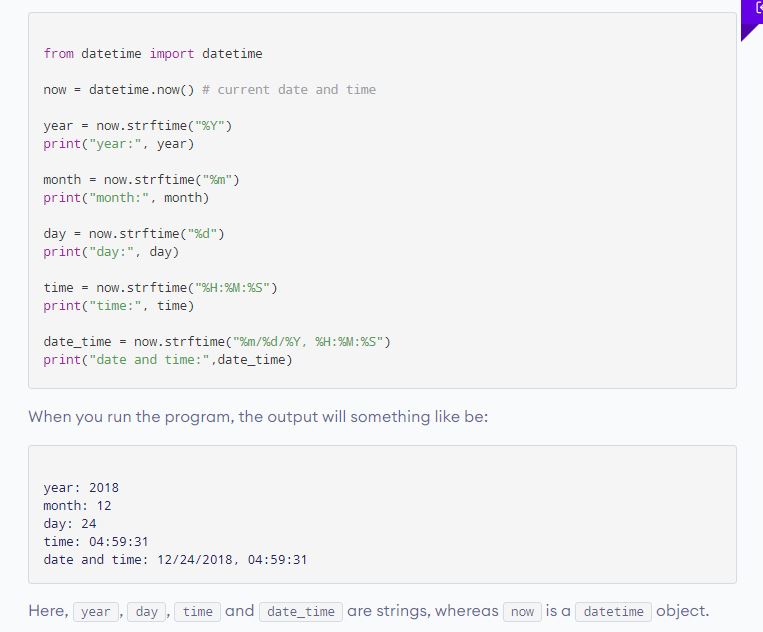 from datetime import datetime
now = datetime.now() # current date and time
year = now.strftime("%Y")
print("year:", year)
month = now.strftime("%m")
print("month:", month)
day = now.strftime("%d")
print("day:", day)
time = now.strftime("%H:%M:%S")
print("time:", time)
date_time = now.strftime("%m/%d/%Y, %H:%M:%S")
print("date and time:",date_time)
When you run the program, the output will something like be:
year: 2018
month: 12
day: 24
time: 04:59:31
date and time: 12/24/2018, 04:59:31
Here, year , day , time and date_time are strings, whereas now is a datetime object.